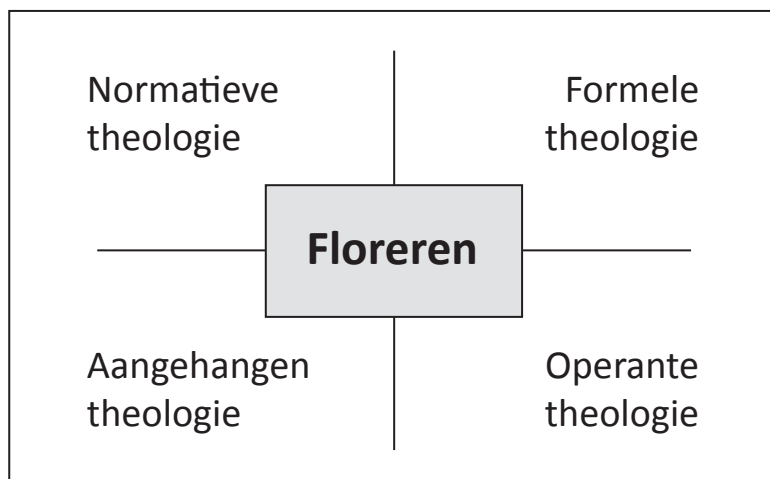 Normatieve
theologie
Formele
theologie
Floreren
Aangehangen
theologie
Operante
theologie